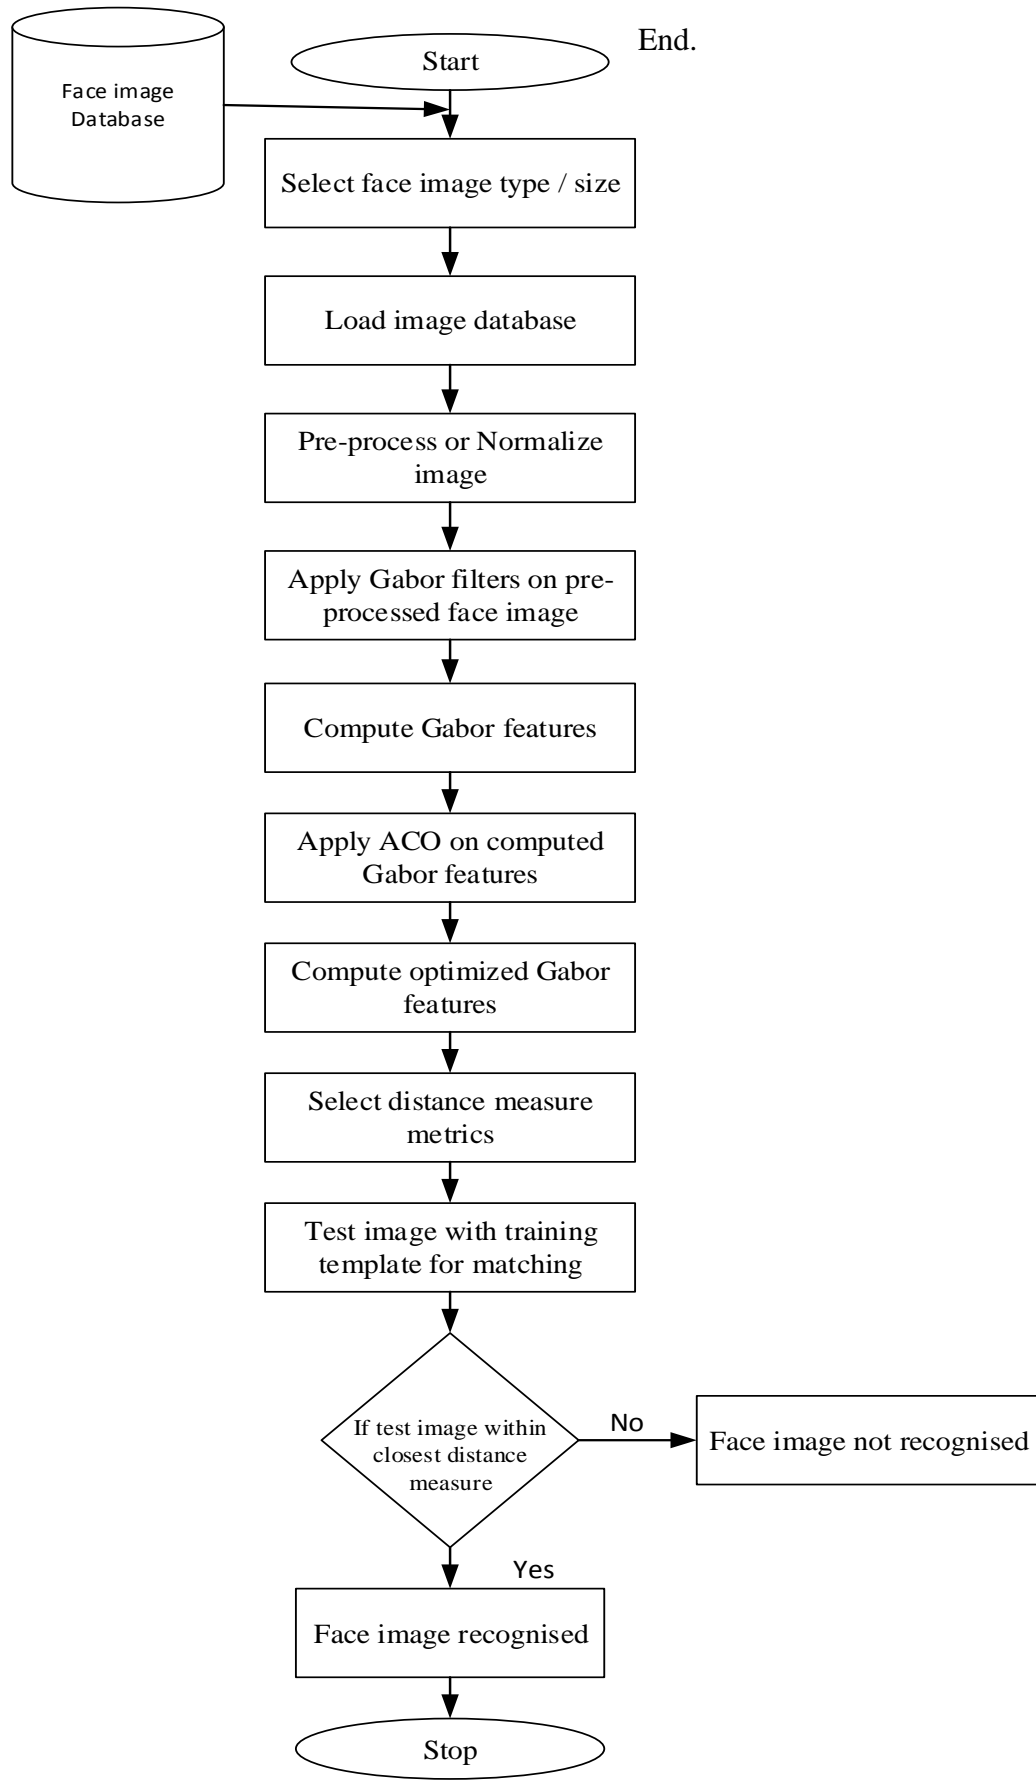 End.
Start
Face image
Database
Select face image type / size
Load image database
Pre-process or Normalize
image
Apply Gabor filters on pre-
processed face image
Compute Gabor features
Apply ACO on computed
Gabor features
Compute optimized Gabor
features
Select distance measure
metrics
Test image with training
template for matching
If test image within
closest distance
measure
No
Face image not recognised
Yes
Face image recognised
Stop